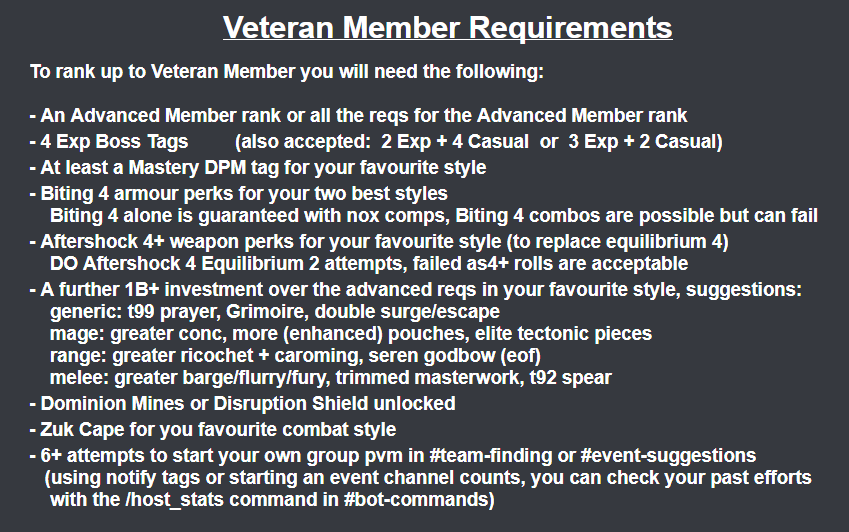 Veteran Member Requirements
To rank up to Veteran Member you will need the following:
- An Advanced Member rank or all the reqs for the Advanced Member rank
- 4 Exp Boss Tags (also accepted: 2 Exp + 4 Casual or 3 Exp + 2 Casual)
- At least a Mastery DPM tag for your favourite style
- Biting 4 armour perks for your two best styles
Biting 4 alone is guaranteed with nox comps, Biting 4 combos are possible but can fail
- Aftershock 4+ weapon perks for your favourite style (to replace equilibrium 4)
DO Aftershock 4 Equilibrium 2 attempts, failed as4+ rolls are acceptable
- A further 1B+ investment over the advanced reqs in your favourite style, suggestions:
generic: t99 prayer, Grimoire, double surge/escape
mage: greater conc, more (enhanced) pouches, elite tectonic pieces
range: greater ricochet + caroming, seren godbow (eof)
melee: greater barge/flurry/fury, trimmed masterwork, t92 spear
- Dominion Mines or Disruption Shield unlocked
- Zuk Cape for you favourite combat style
- 6+ attempts to start your own group pvm in #team-finding or #event-suggestions
(using notify tags or starting an event channel counts, you can check your past efforts
with the /host_stats command in #bot-commands)